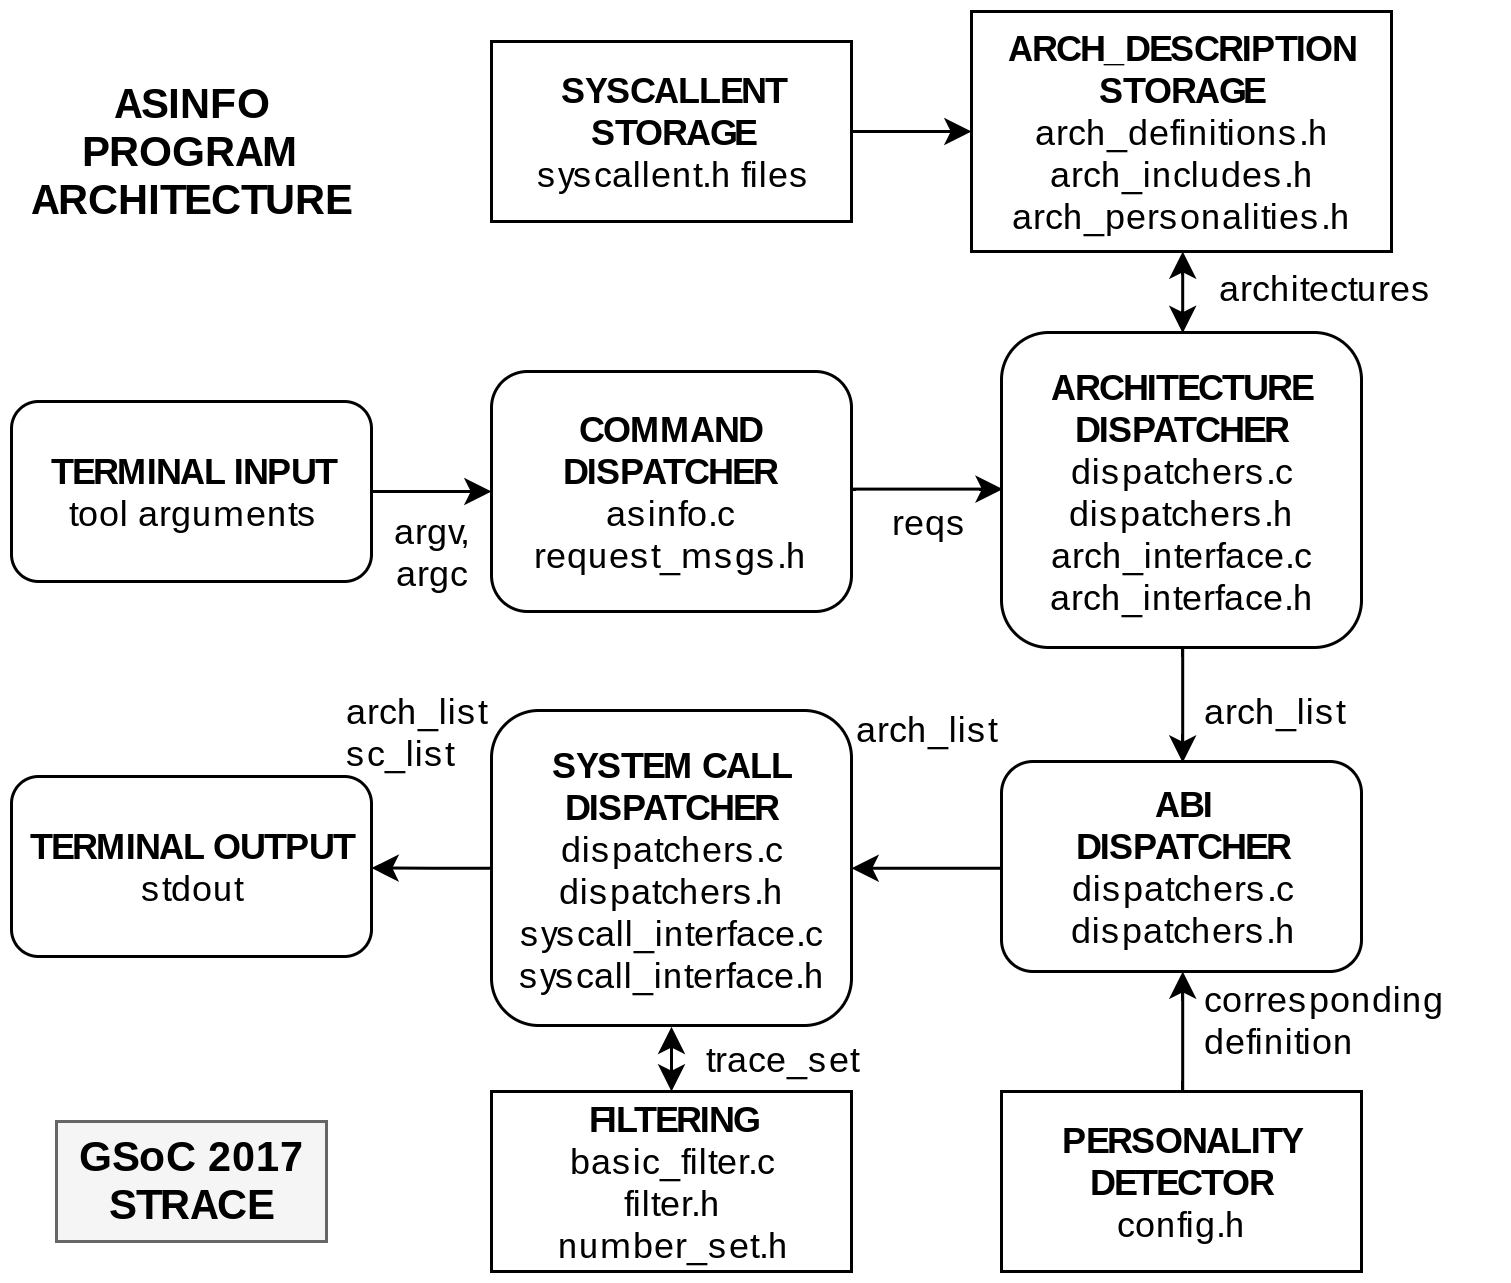 ASINFO
PROGRAM
ARCHITECTURE
SYSCALLENT
STORAGE
syscallent.h files
ARCH_DESCRIPTION
STORAGE
arch_definitions.h
arch_includes.h
arch_personalities.h
architectures
TERMINAL INPUT
tool arguments
argv,
argc
COMMAND
DISPATCHER
asinfo.c
request_msgs.h
reqs
ARCHITECTURE
DISPATCHER
dispatchers.c
dispatchers.h
arch_interface.c
arch_interface.h
arch_list
ABI
DISPATCHER
dispatchers.c
dispatchers.h
corresponding
definition
PERSONALITY
DETECTOR
config.h
arch_list
SYSTEM CALL
DISPATCHER
dispatchers.c
dispatchers.h
syscall_interface.c
syscall_interface.h
trace_set
FILTERING
basic_filter.c
filter.h
number_set.h
arch_list
sc_list
TERMINAL OUTPUT
stdout
GSoC 2017
STRACE